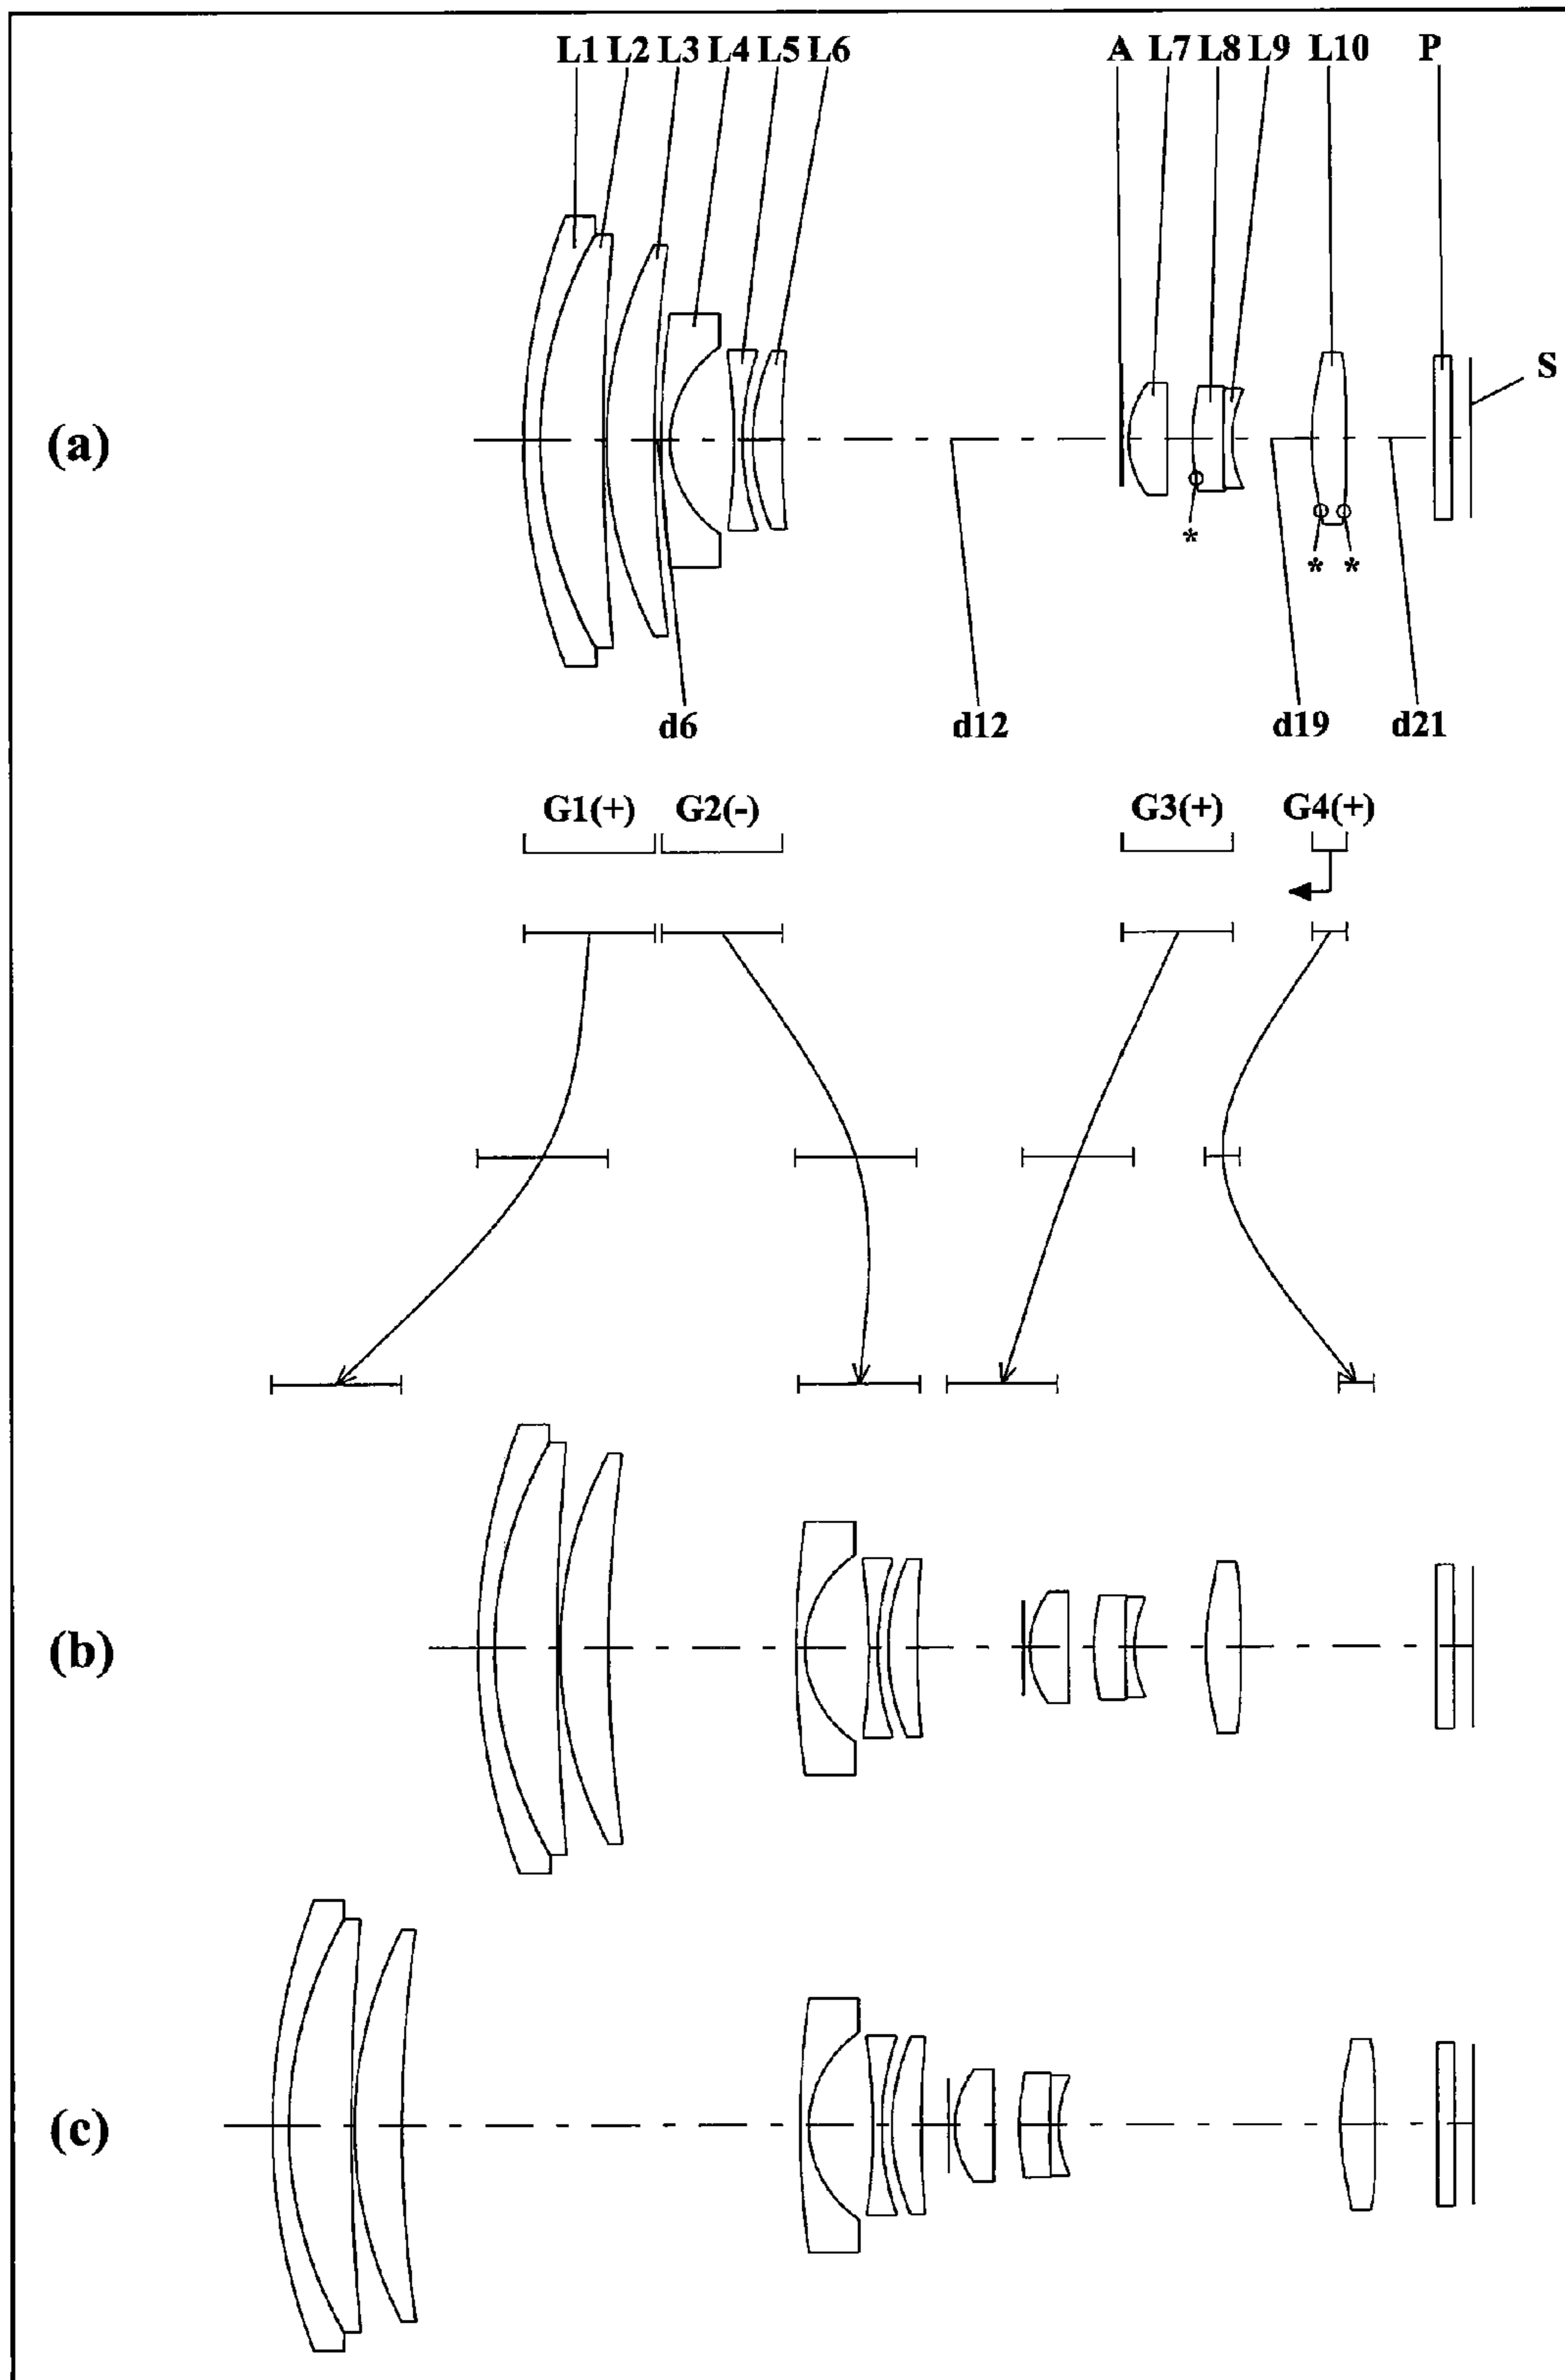 L1 L2 L3 L4 L5 L6 A L7 L8 L9 L10 P
S
(a)
* * *
d6 d12 d19 d21
G1(+) G2(-) G3(+) G4(+)
(b)
(c)